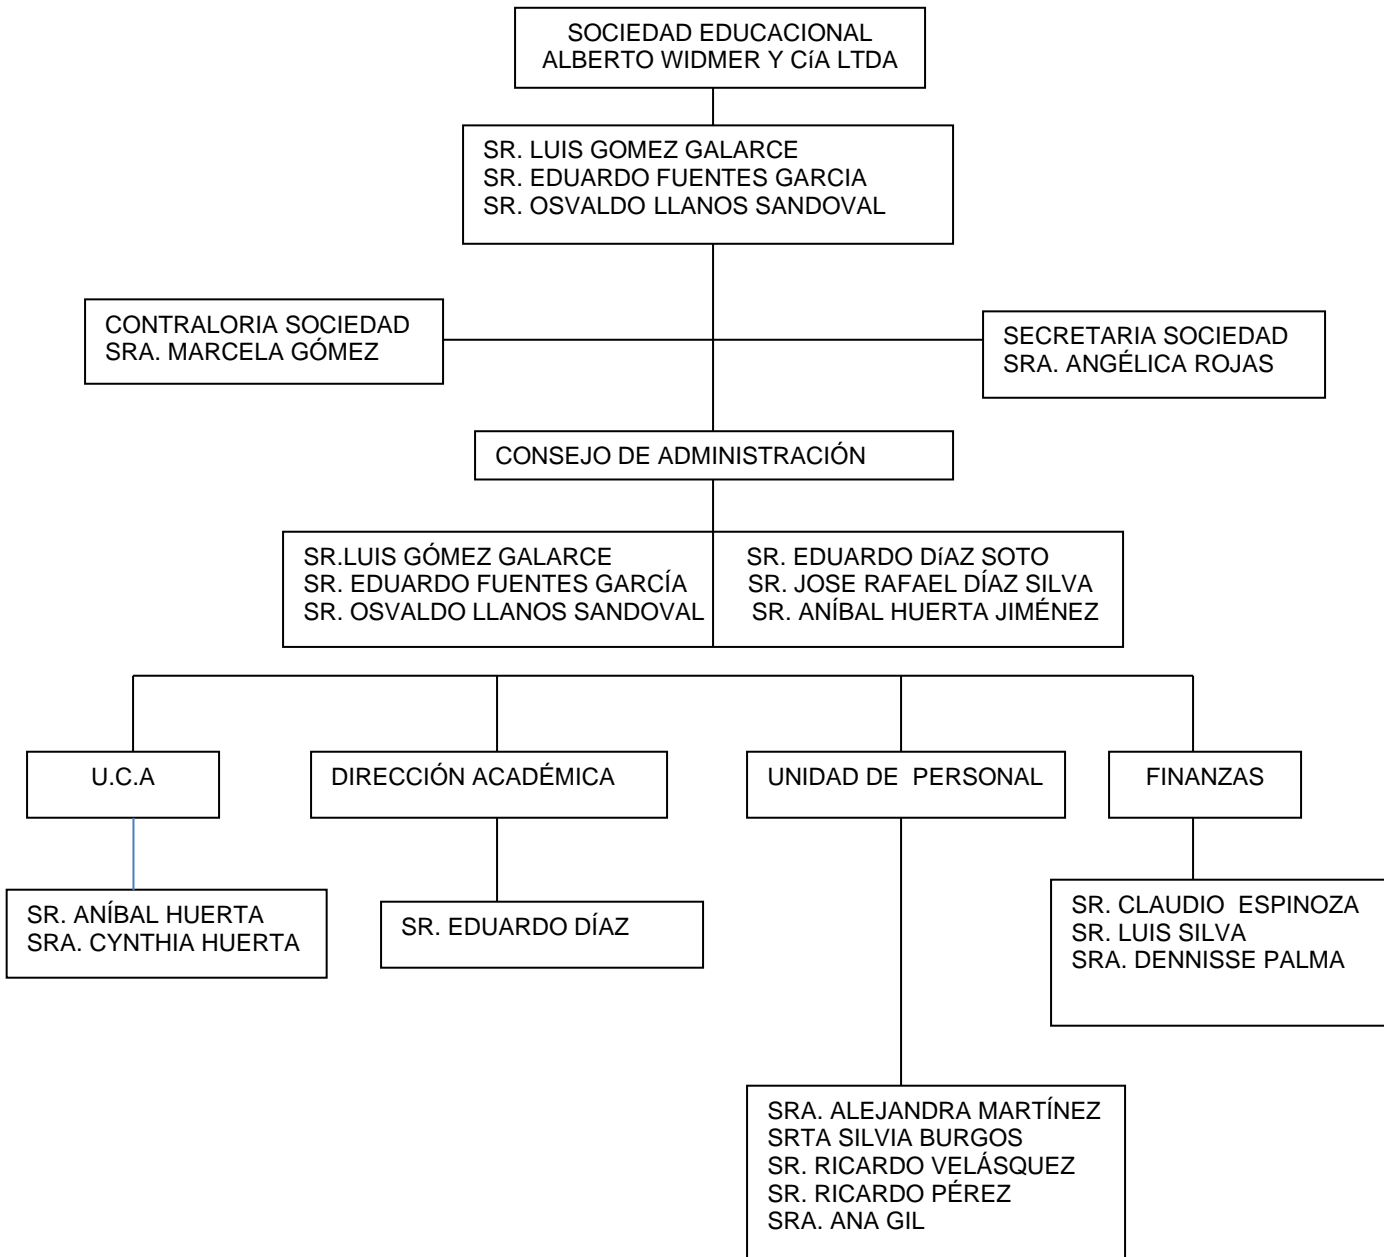 SOCIEDAD EDUCACIONAL
ALBERTO WIDMER Y CíA LTDA
SR. LUIS GOMEZ GALARCE
SR. EDUARDO FUENTES GARCIA
SR. OSVALDO LLANOS SANDOVAL
CONTRALORIA SOCIEDAD
SRA. MARCELA GÓMEZ
SECRETARIA SOCIEDAD
SRA. ANGÉLICA ROJAS
CONSEJO DE ADMINISTRACIÓN
SR.LUIS GÓMEZ GALARCE
SR. EDUARDO FUENTES GARCÍA
SR. OSVALDO LLANOS SANDOVAL
SR. EDUARDO DíAZ SOTO
SR. JOSE RAFAEL DÍAZ SILVA
SR. ANÍBAL HUERTA JIMÉNEZ
U.C.A
DIRECCIÓN ACADÉMICA
UNIDAD DE  PERSONAL
FINANZAS
SR. ANÍBAL HUERTA
SRA. CYNTHIA HUERTA
SR. EDUARDO DÍAZ
SR. CLAUDIO  ESPINOZA
SR. LUIS SILVA
SRA. DENNISSE PALMA
SRA. ALEJANDRA MARTÍNEZ
SRTA SILVIA BURGOS
SR. RICARDO VELÁSQUEZ
SR. RICARDO PÉREZ
SRA. ANA GIL